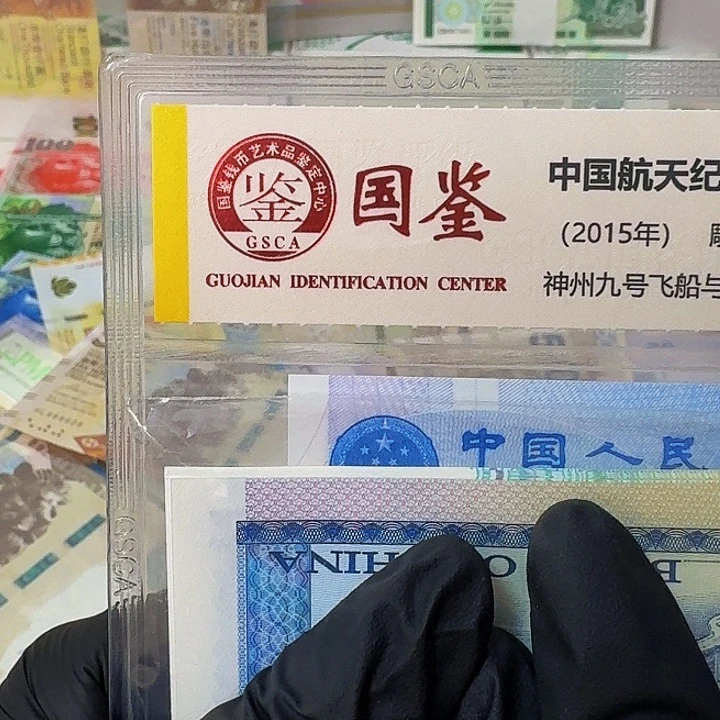 GSCA
国鉴钱币艺术品鉴定中心
鉴
GSCA
国鉴
GUOJIAN IDENTIFICATION CENTER
中国航天纪
(2015年)
神州九号飞船与
中国人民
CHINA
GSCA
100